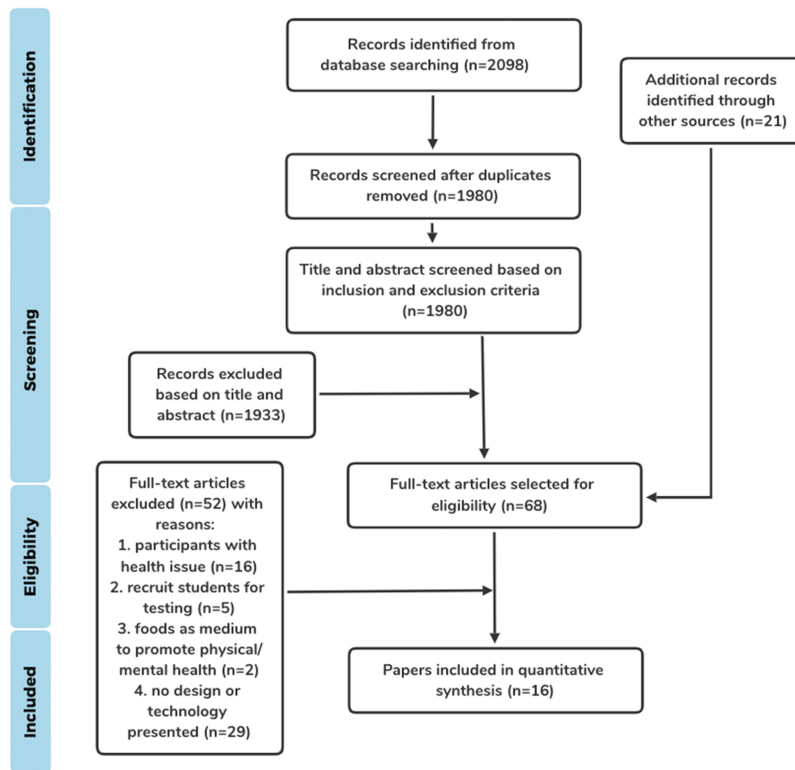 Identification
Records identified from
database searching (n=2098)
Additional records
identified through
other sources (n=21)
Records screened after duplicates
removed (n=1980)
Screening
Title and abstract screened based on
inclusion and exclusion criteria
(n=1980)
Records excluded
based on title and
abstract (n=1933)
Eligibility
Full-text articles selected for
eligibility (n=68)
Full-text articles
excluded (n=52) with
reasons:
1. participants with
health issue (n=16)
2. recruit students for
testing (n=5)
3. foods as medium
to promote physical/
mental health (n=2)
4. no design or
technology
presented (n=29)
Included
Papers included in quantitative
synthesis (n=16)